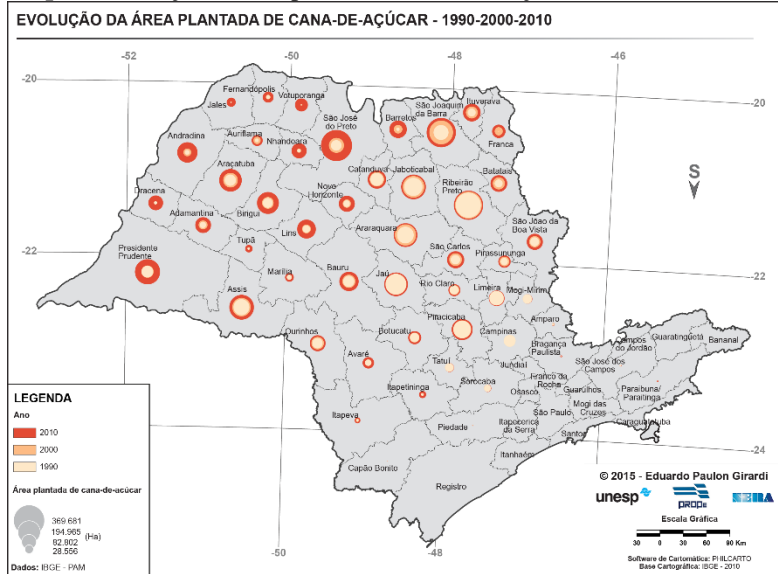 EVOLUÇÃO DA ÁREA PLANTADA DE CANA-DE-AÇÚCAR - 1990-2000-2010
-52
-50
-48
-46
-20
-20
Fernandópolis
Jales
Votuporanga
Ituverava
São Joaquim
da Barra
São José
do Preto
Barretos
Franca
Andradina
Auriflama
Nhandeara
S
Araçatuba
Catanduva
Jaboticabal
Batatais
Ribeirão
Preto
Dracena
Birigui
Novo
Horizonte
Adamantina
Araraquara
São João da
Boa Vista
-22
Lins
Tupã
São Carlos
Pirassununga
-22
Presidente
Prudente
Marília
Bauru
Jaú
Rio Claro
Limeira
Mogi-Mirim
Assis
Piracicaba
Amparo
Ourinhos
Botucatu
Campinas
Bragança
Paulista
Campos
do Jordão
Guaratinguetá
Bananal
Avaré
Tatuí
Jundiaí
São José dos
Campos
Franco da
Rocha
Itapetininga
Sorocaba
Osasco
Guarulhos
Paraibuna/
Paraitinga
Mogi das
Cruzes
São Paulo
Caraguatatuba
Itapeva
Piedade
Itapecerica
da Serra
Santos
-24
Itanhaém
Capão Bonito
Registro
-50
-48
LEGENDA
Ano
2010
2000
1990
Área plantada de cana-de-açúcar
369.681
194.965
82.802
28.556
(Ha)
Dados: IBGE - PAM
© 2015 - Eduardo Paulon Girardi
unesp
PROPe
Escala Gráfica
30 0 30 60 90 Km
Software de Cartomática: PHILCARTO
Base Cartográfica: IBGE - 2010